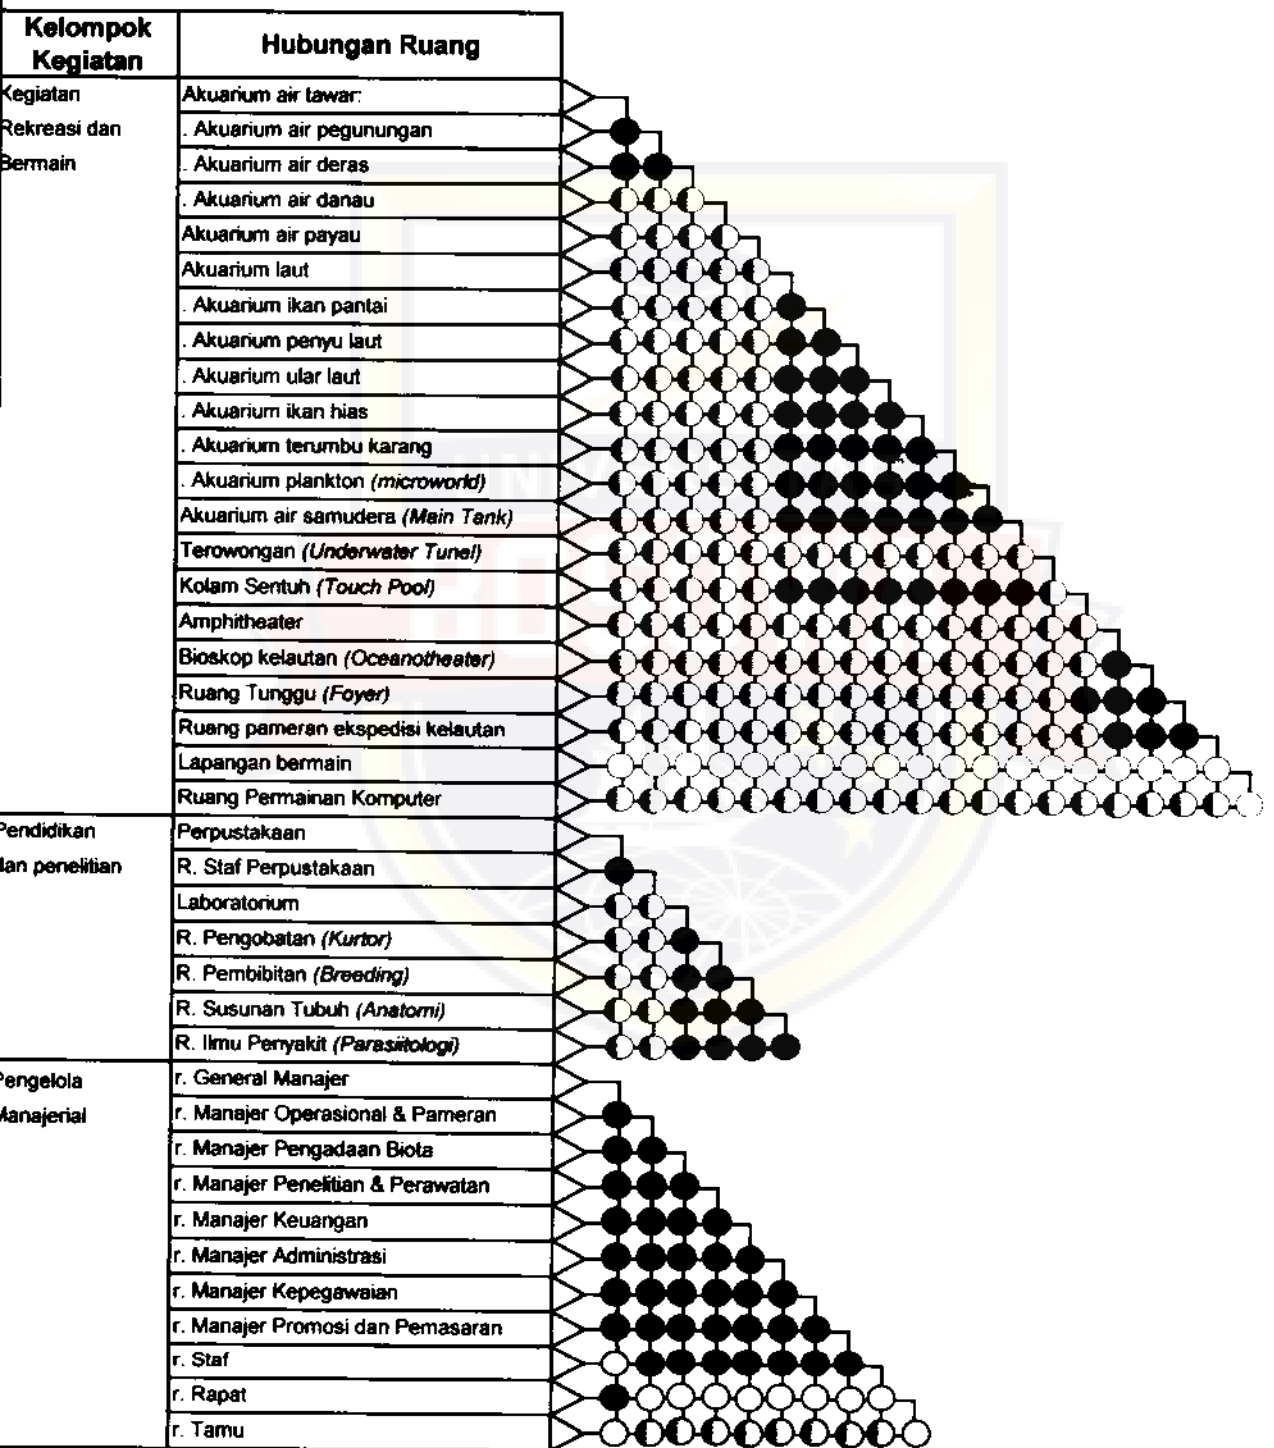 Kelompok
Kegiatan
Hubungan Ruang
Kegiatan
Rekreasi dan
Bermain
Akuarium air tawar:
. Akuarium air pegunungan
. Akuarium air deras
. Akuarium air danau
Akuarium air payau
Akuarium laut
. Akuarium ikan pantai
. Akuarium penyu laut
. Akuarium ular laut
. Akuarium ikan hias
. Akuarium terumbu karang
. Akuarium plankton (microworld)
Akuarium air samudera (Main Tank)
Terowongan (Underwater Tunel)
Kolam Sentuh (Touch Pool)
Amphitheater
Bioskop kelautan (Oceanotheater)
Ruang Tunggu (Foyer)
Ruang pameran ekspedisi kelautan
Lapangan bermain
Ruang Permainan Komputer
Pendidikan
dan penelitian
Perpustakaan
R. Staf Perpustakaan
Laboratorium
R. Pengobatan (Kurtor)
R. Pembibitan (Breeding)
R. Susunan Tubuh (Anatomi)
R. Ilmu Penyakit (Parasiitologi)
Pengelola
Manajerial
r. General Manajer
r. Manajer Operasional & Pameran
r. Manajer Pengadaan Biota
r. Manajer Penelitian & Perawatan
r. Manajer Keuangan
r. Manajer Administrasi
r. Manajer Kepegawaian
r. Manajer Promosi dan Pemasaran
r. Staf
r. Rapat
r. Tamu
UNIVERSITAS
BOSOWA